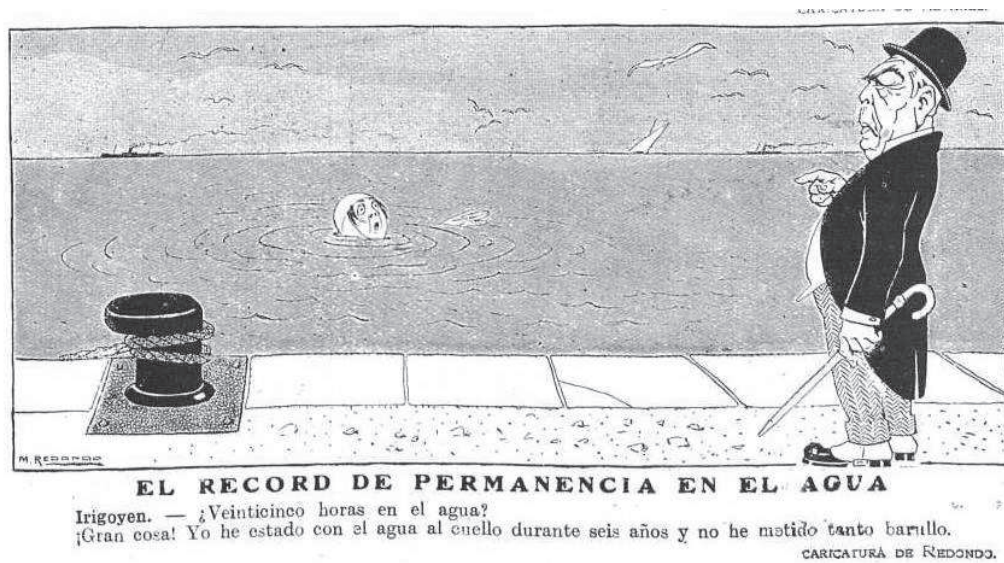 M. REDONDO
EL RECORD DE PERMANENCIA EN EL AGUA
Irigoyen. — ¿Veinticinco horas en el agua?
¡Gran cosa! Yo he estado con el agua al cuello durante seis años y no he metido tanto barullo.
CARICATURA DE REDONDO.